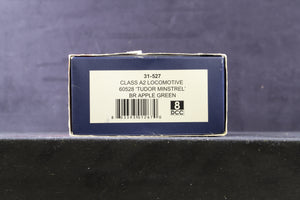 31-527
CLASS A2 LOCOMOTIVE
60528 'TUDOR MINSTREL'
BR APPLE GREEN
8
DCC